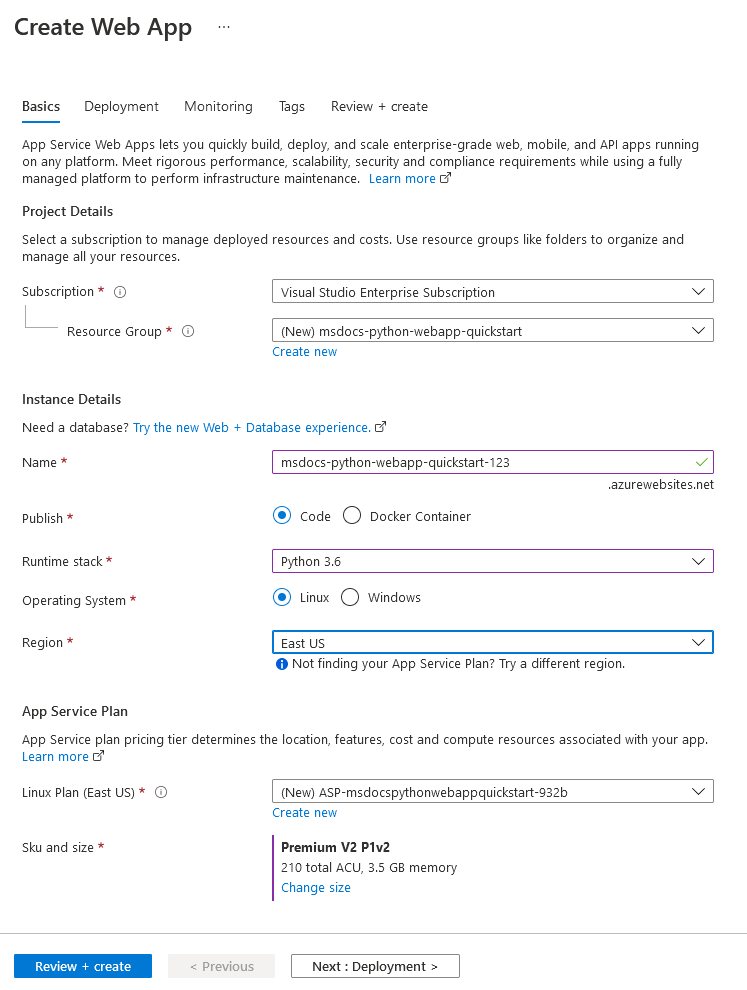 Create Web App ...
Basics Deployment Monitoring Tags Review + create
App Service Web Apps lets you quickly build, deploy, and scale enterprise-grade web, mobile, and API apps running
on any platform. Meet rigorous performance, scalability, security and compliance requirements while using a fully
managed platform to perform infrastructure maintenance. Learn more
Project Details
Select a subscription to manage deployed resources and costs. Use resource groups like folders to organize and
manage all your resources.
Subscription * Visual Studio Enterprise Subscription
Resource Group * (New) msdocs-python-webapp-quickstart
Create new
Instance Details
Need a database? Try the new Web + Database experience.
Name * msdocs-python-webapp-quickstart-123
.azurewebsites.net
Publish * Code Docker Container
Runtime stack * Python 3.6
Operating System * Linux Windows
Region * East US
Not finding your App Service Plan? Try a different region.
App Service Plan
App Service plan pricing tier determines the location, features, cost and compute resources associated with your app.
Learn more
Linux Plan (East US) * (New) ASP-msdocspythonwebappquickstart-932b
Create new
Sku and size * Premium V2 P1v2
210 total ACU, 3.5 GB memory
Change size
Review + create < Previous Next : Deployment >